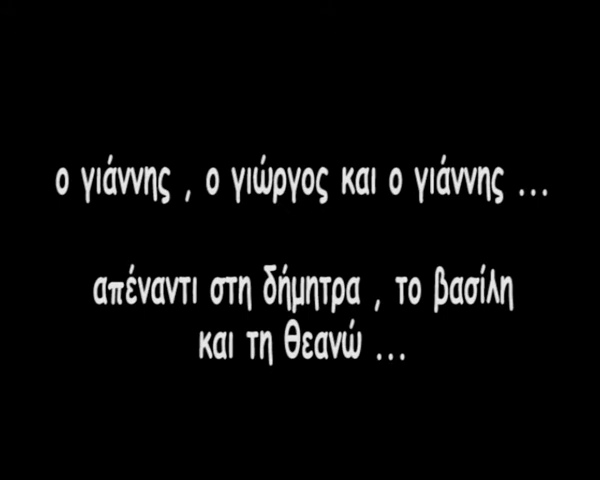 ο γιάννης , ο γιώργος και ο γιάννης ...
απέναντι στη δήμητρα , το βασίλη
και τη θεανώ ...